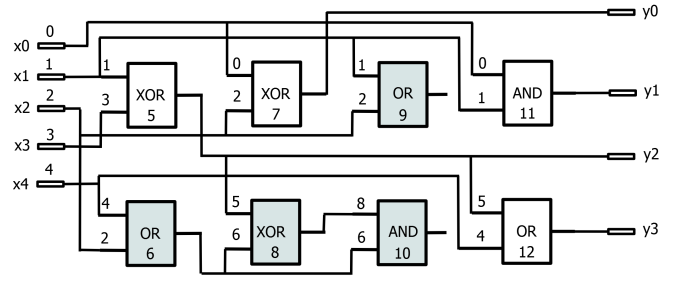 0 y0
x0
1 1 0 1 0
x1 XOR XOR OR AND y1
2 3 2 2 1
x2 5 7 9 11
3
x3 y2
4
x4
4 5 8 5
OR XOR AND OR y3
2 6 6 4
6 8 10 12